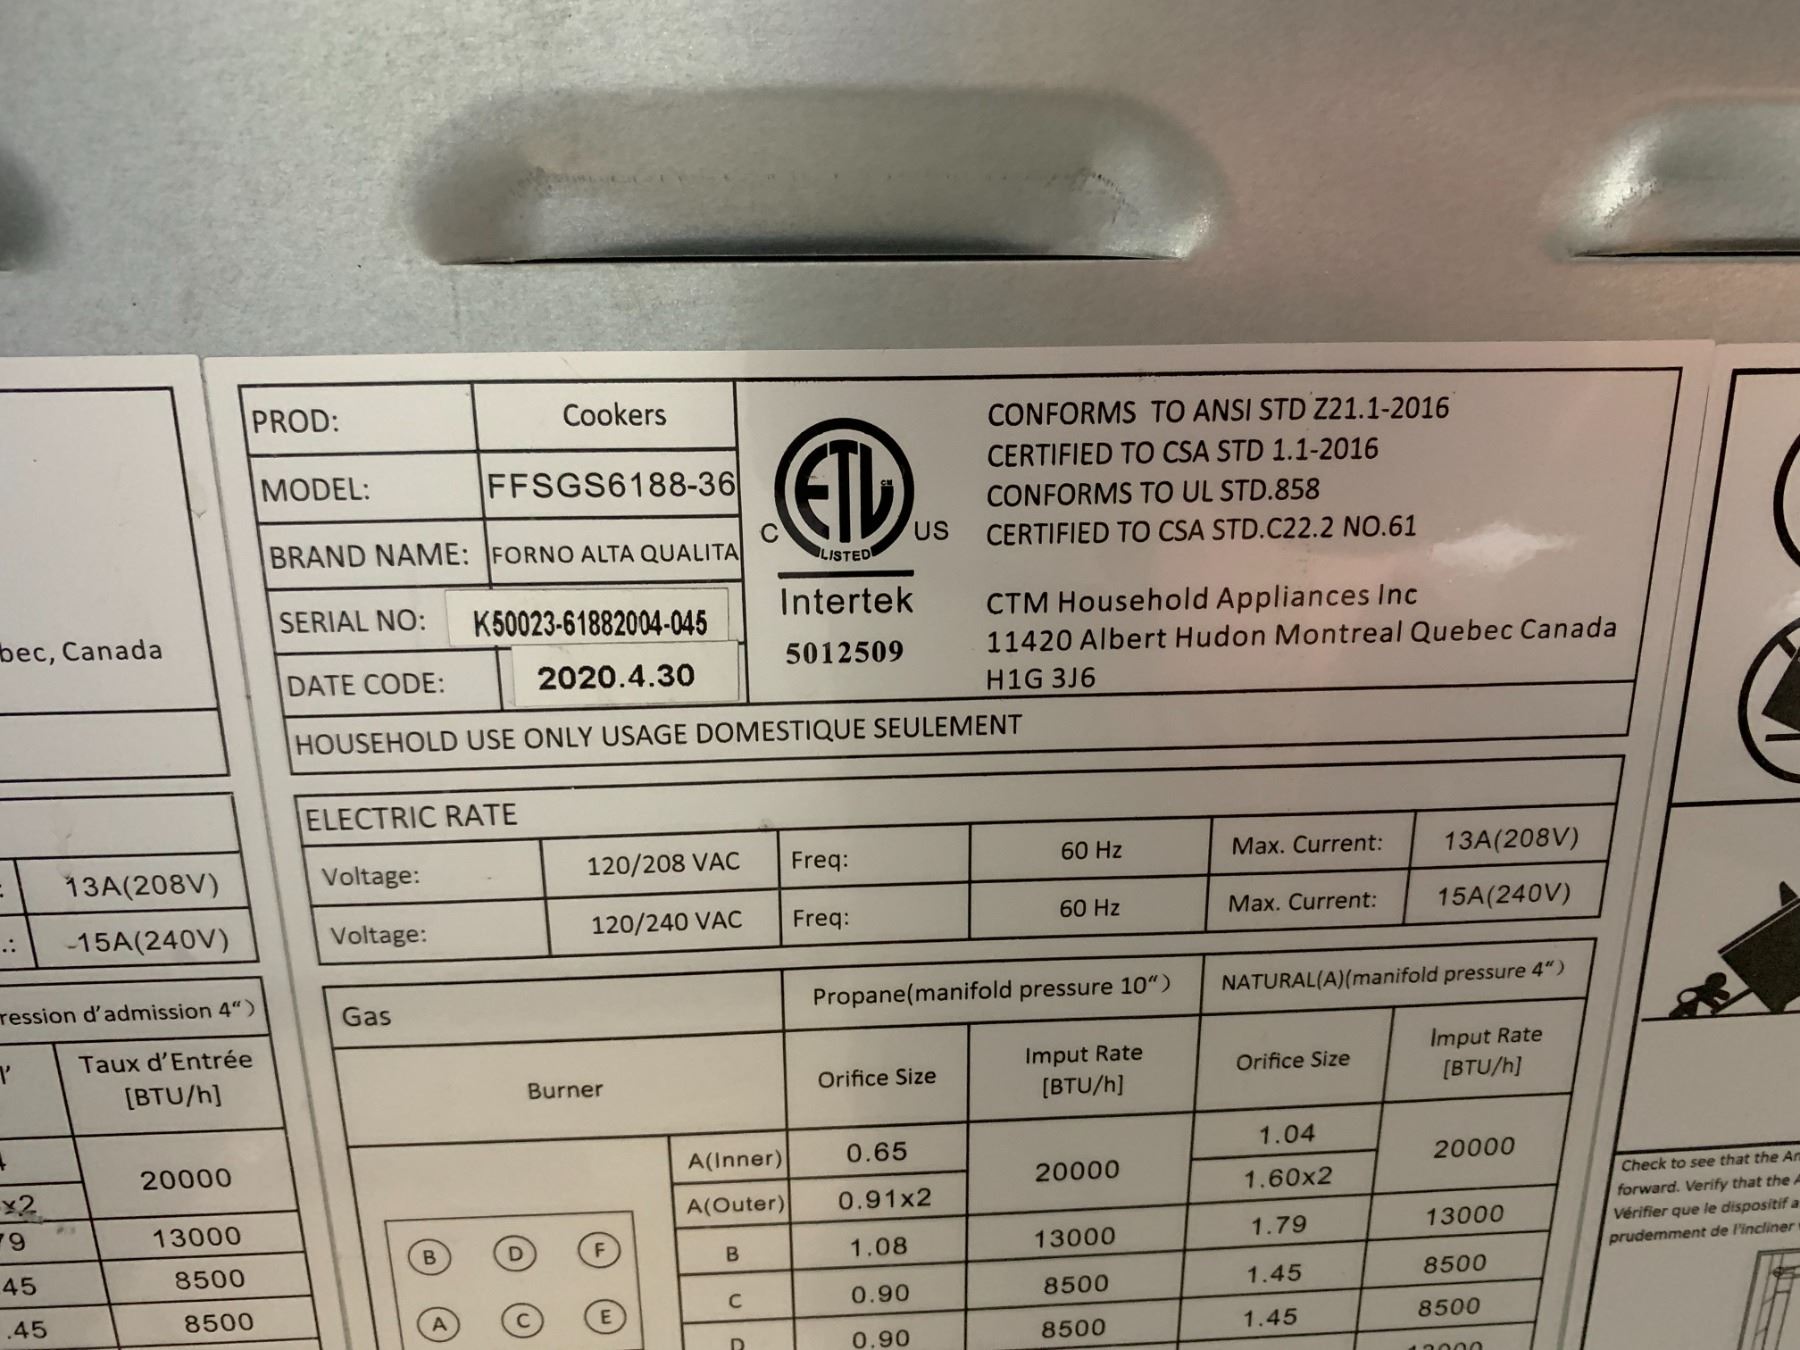 PROD: Cookers
MODEL: FFSGS6188-36
BRAND NAME: FORNO ALTA QUALITA
SERIAL NO: K50023-61882004-045
DATE CODE: 2020.4.30
C ETL CM US
LISTED
Intertek
5012509
CONFORMS TO ANSI STD Z21.1-2016
CERTIFIED TO CSA STD 1.1-2016
CONFORMS TO UL STD.858
CERTIFIED TO CSA STD.C22.2 NO.61
CTM Household Appliances Inc
11420 Albert Hudon Montreal Quebec Canada
H1G 3J6
HOUSEHOLD USE ONLY USAGE DOMESTIQUE SEULEMENT
ELECTRIC RATE
Voltage: 120/208 VAC Freq: 60 Hz Max. Current: 13A(208V)
Voltage: 120/240 VAC Freq: 60 Hz Max. Current: 15A(240V)
Gas Propane(manifold pressure 10") NATURAL(A)(manifold pressure 4")
Burner Orifice Size Imput Rate [BTU/h] Orifice Size Imput Rate [BTU/h]
A(Inner) 0.65 20000 1.04 20000
A(Outer) 0.91x2 1.60x2
B 1.08 13000 1.79 13000
C 0.90 8500 1.45 8500
D 0.90 8500 1.45 8500
B D F
A C E
bec, Canada
13A(208V)
15A(240V)
ression d'admission 4")
Taux d'Entrée
[BTU/h]
20000
x2
79 13000
45 8500
.45 8500
Check to see that the
forward. Verify that the
Vérifier que le dispositif
prudemment de l'incliner